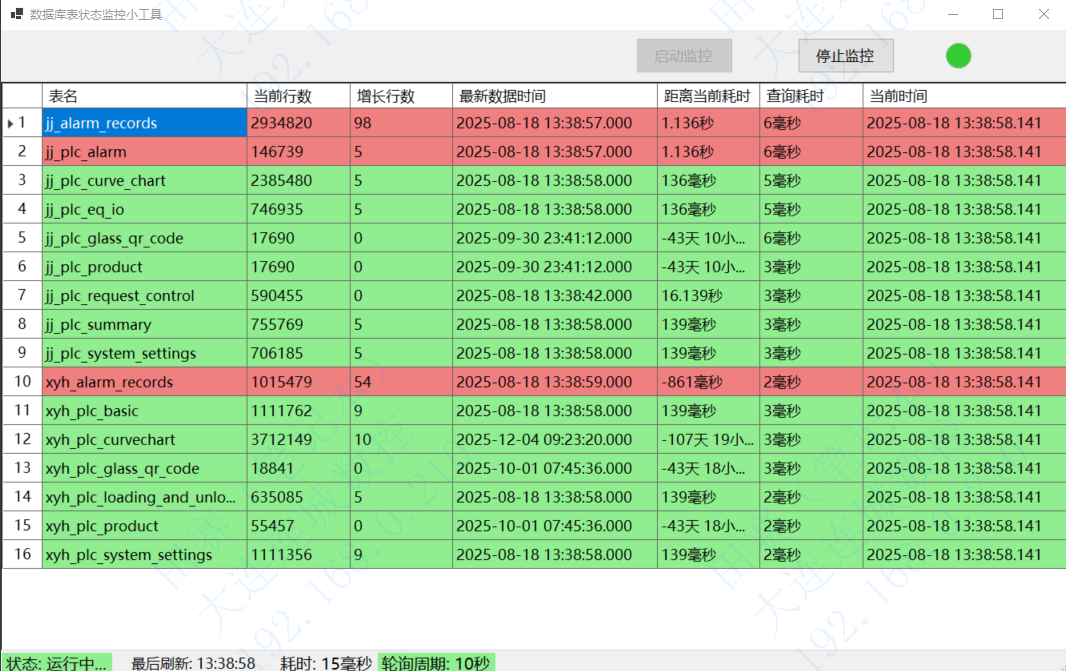 数据库表状态监控小工具
启动监控 停止监控
表名 当前行数 增长行数 最新数据时间 距离当前耗时 查询耗时 当前时间
1 jj_alarm_records 2934820 98 2025-08-18 13:38:57.000 1.136秒 6毫秒 2025-08-18 13:38:58.141
2 jj_plc_alarm 146739 5 2025-08-18 13:38:57.000 1.136秒 6毫秒 2025-08-18 13:38:58.141
3 jj_plc_curve_chart 2385480 5 2025-08-18 13:38:58.000 136毫秒 5毫秒 2025-08-18 13:38:58.141
4 jj_plc_eq_io 746935 5 2025-08-18 13:38:58.000 136毫秒 5毫秒 2025-08-18 13:38:58.141
5 jj_plc_glass_qr_code 17690 0 2025-09-30 23:41:12.000 -43天 10小... 6毫秒 2025-08-18 13:38:58.141
6 jj_plc_product 17690 0 2025-09-30 23:41:12.000 -43天 10小... 3毫秒 2025-08-18 13:38:58.141
7 jj_plc_request_control 590455 0 2025-08-18 13:38:42.000 16.139秒 3毫秒 2025-08-18 13:38:58.141
8 jj_plc_summary 755769 5 2025-08-18 13:38:58.000 139毫秒 3毫秒 2025-08-18 13:38:58.141
9 jj_plc_system_settings 706185 5 2025-08-18 13:38:58.000 139毫秒 3毫秒 2025-08-18 13:38:58.141
10 xyh_alarm_records 1015479 54 2025-08-18 13:38:59.000 -861毫秒 2毫秒 2025-08-18 13:38:58.141
11 xyh_plc_basic 1111762 9 2025-08-18 13:38:58.000 139毫秒 3毫秒 2025-08-18 13:38:58.141
12 xyh_plc_curvechart 3712149 10 2025-12-04 09:23:20.000 -107天 19小... 3毫秒 2025-08-18 13:38:58.141
13 xyh_plc_glass_qr_code 18841 0 2025-10-01 07:45:36.000 -43天 18小... 3毫秒 2025-08-18 13:38:58.141
14 xyh_plc_loading_and_unlo... 635085 5 2025-08-18 13:38:58.000 139毫秒 2毫秒 2025-08-18 13:38:58.141
15 xyh_plc_product 55457 0 2025-10-01 07:45:36.000 -43天 18小... 2毫秒 2025-08-18 13:38:58.141
16 xyh_plc_system_settings 1111356 9 2025-08-18 13:38:58.000 139毫秒 2毫秒 2025-08-18 13:38:58.141
状态: 运行中... 最后刷新: 13:38:58 耗时: 15毫秒 轮询周期: 10秒